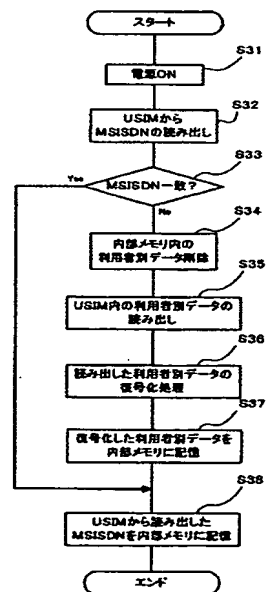 スタート
S31
電源ON
S32
USIMから
MSISDNの読み出し
S33
Yes
MSISDN一致?
No
S34
内部メモリ内の
利用者別データ削除
S35
USIM内の利用者別データの
読み出し
S36
読み出した利用者別データの
復号化処理
S37
復号化した利用者別データを
内部メモリに記憶
S38
USIMから読み出した
MSISDNを内部メモリに記憶
エンド